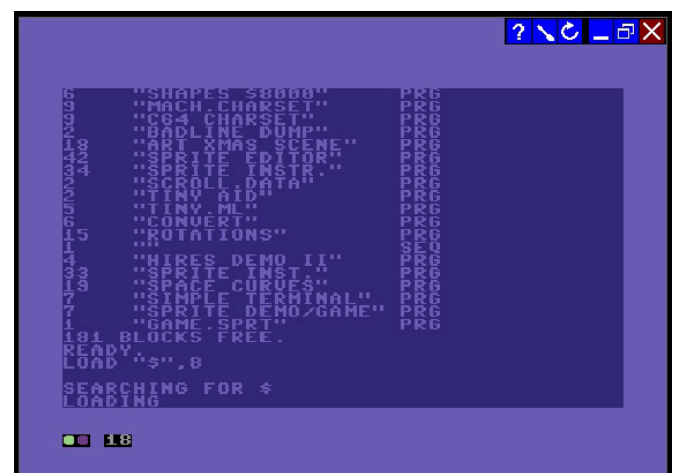 ?
6 "SHAPES $8000" PRG
9 "MACH.CHARSET" PRG
9 "C64 CHARSET" PRG
2 "BADLINE DUMP" PRG
18 "ART XMAS SCENE" PRG
42 "SPRITE EDITOR" PRG
34 "SPRITE INSTR." PRG
2 "SCROLL.DATA" PRG
2 "TINY AID" PRG
5 "TINY.ML" PRG
6 "CONVERT" PRG
15 "ROTATIONS" PRG
1 "" SEQ
4 "HIRES DEMO II" PRG
33 "SPRITE INST." PRG
19 "SPACE CURVES" PRG
7 "SIMPLE TERMINAL" PRG
7 "SPRITE DEMO/GAME" PRG
1 "GAME.SPRT" PRG
181 BLOCKS FREE.
READY.
LOAD "$",8
SEARCHING FOR $
LOADING
18